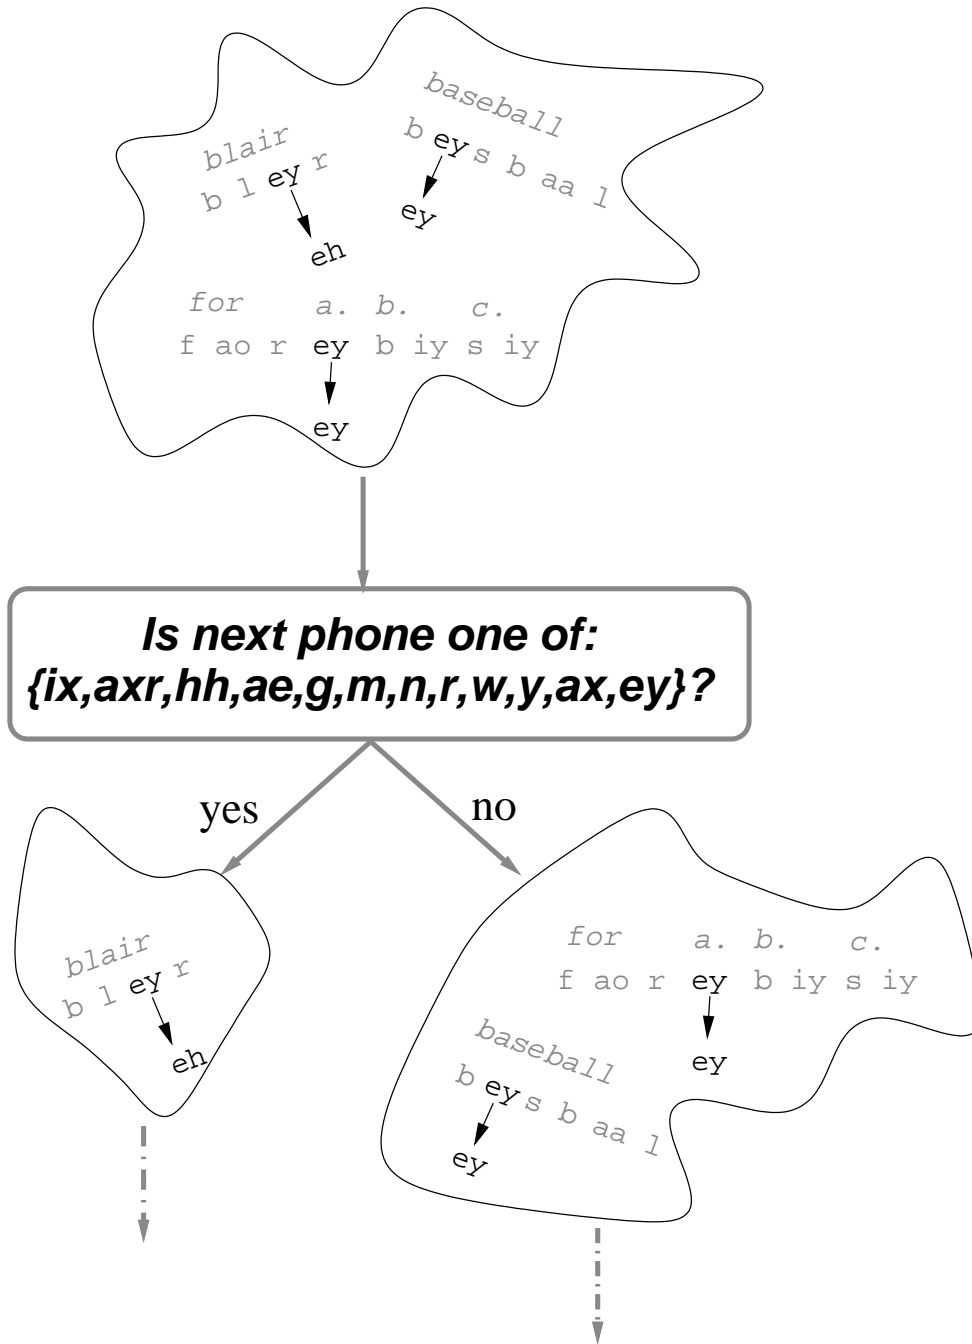 baseball
b ey s b aa l
ey
blair
b l ey r
eh
for a. b. c.
f ao r ey b iy s iy
ey
Is next phone one of:
{ix,axr,hh,ae,g,m,n,r,w,y,ax,ey}?
yes
no
blair
b l ey r
eh
for a. b. c.
f ao r ey b iy s iy
ey
baseball
b ey s b aa l
ey